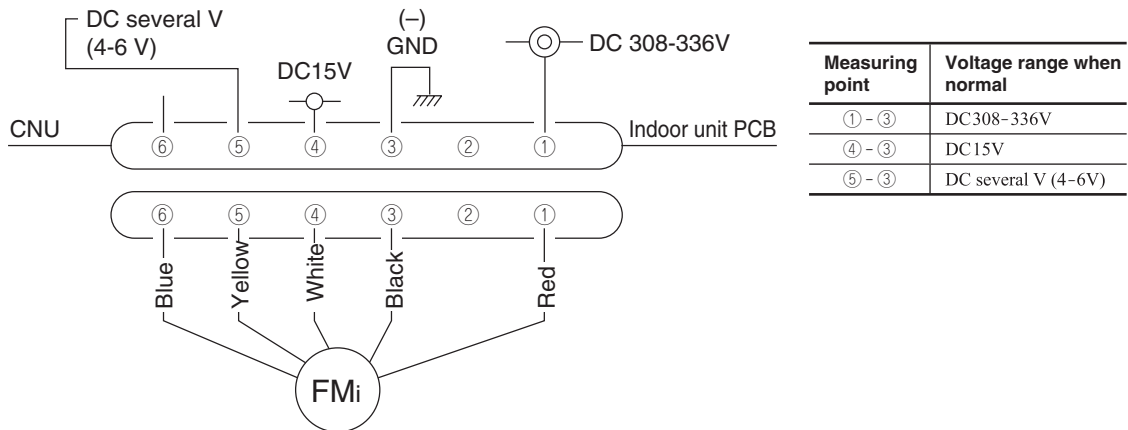 DC several V
(4-6 V)
(–)
GND
DC15V
DC 308-336V
CNU
Indoor unit PCB
⑥ ⑤ ④ ③ ② ①
⑥ ⑤ ④ ③ ② ①
Blue
Yellow
White
Black
Red
FMi
Measuring point
Voltage range when normal
①-③ DC308-336V
④-③ DC15V
⑤-③ DC several V (4-6V)